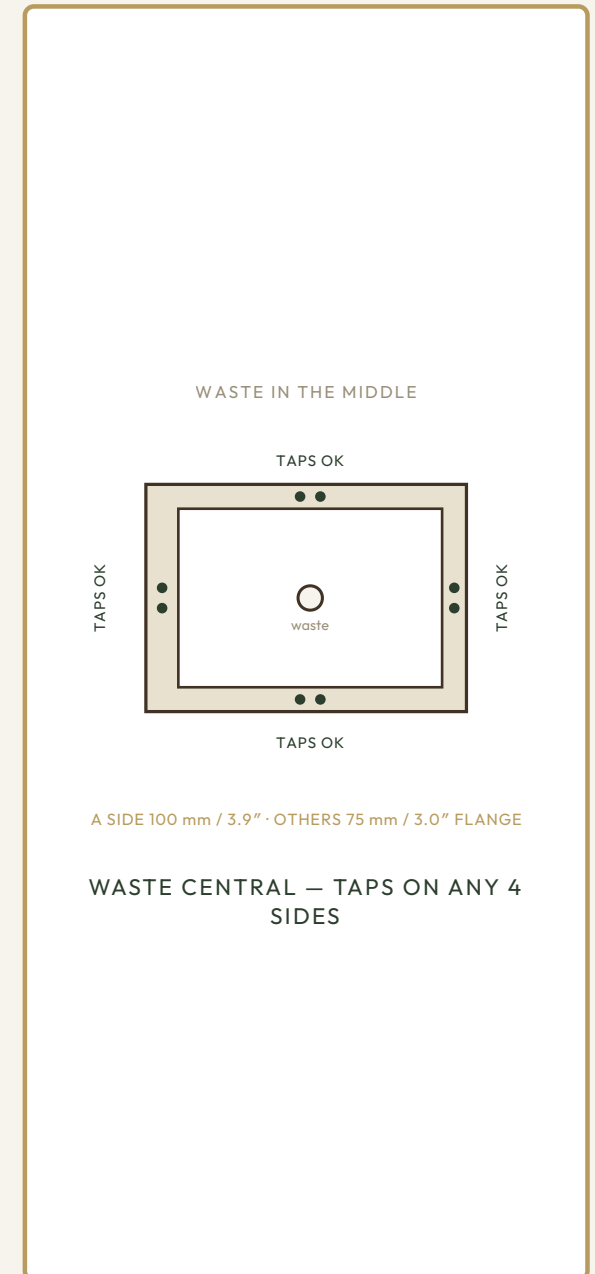 WASTE IN THE MIDDLE
TAPS OK
TAPS OK
TAPS OK
waste
TAPS OK
A SIDE 100 mm / 3.9″ · OTHERS 75 mm / 3.0″ FLANGE
WASTE CENTRAL — TAPS ON ANY 4
SIDES